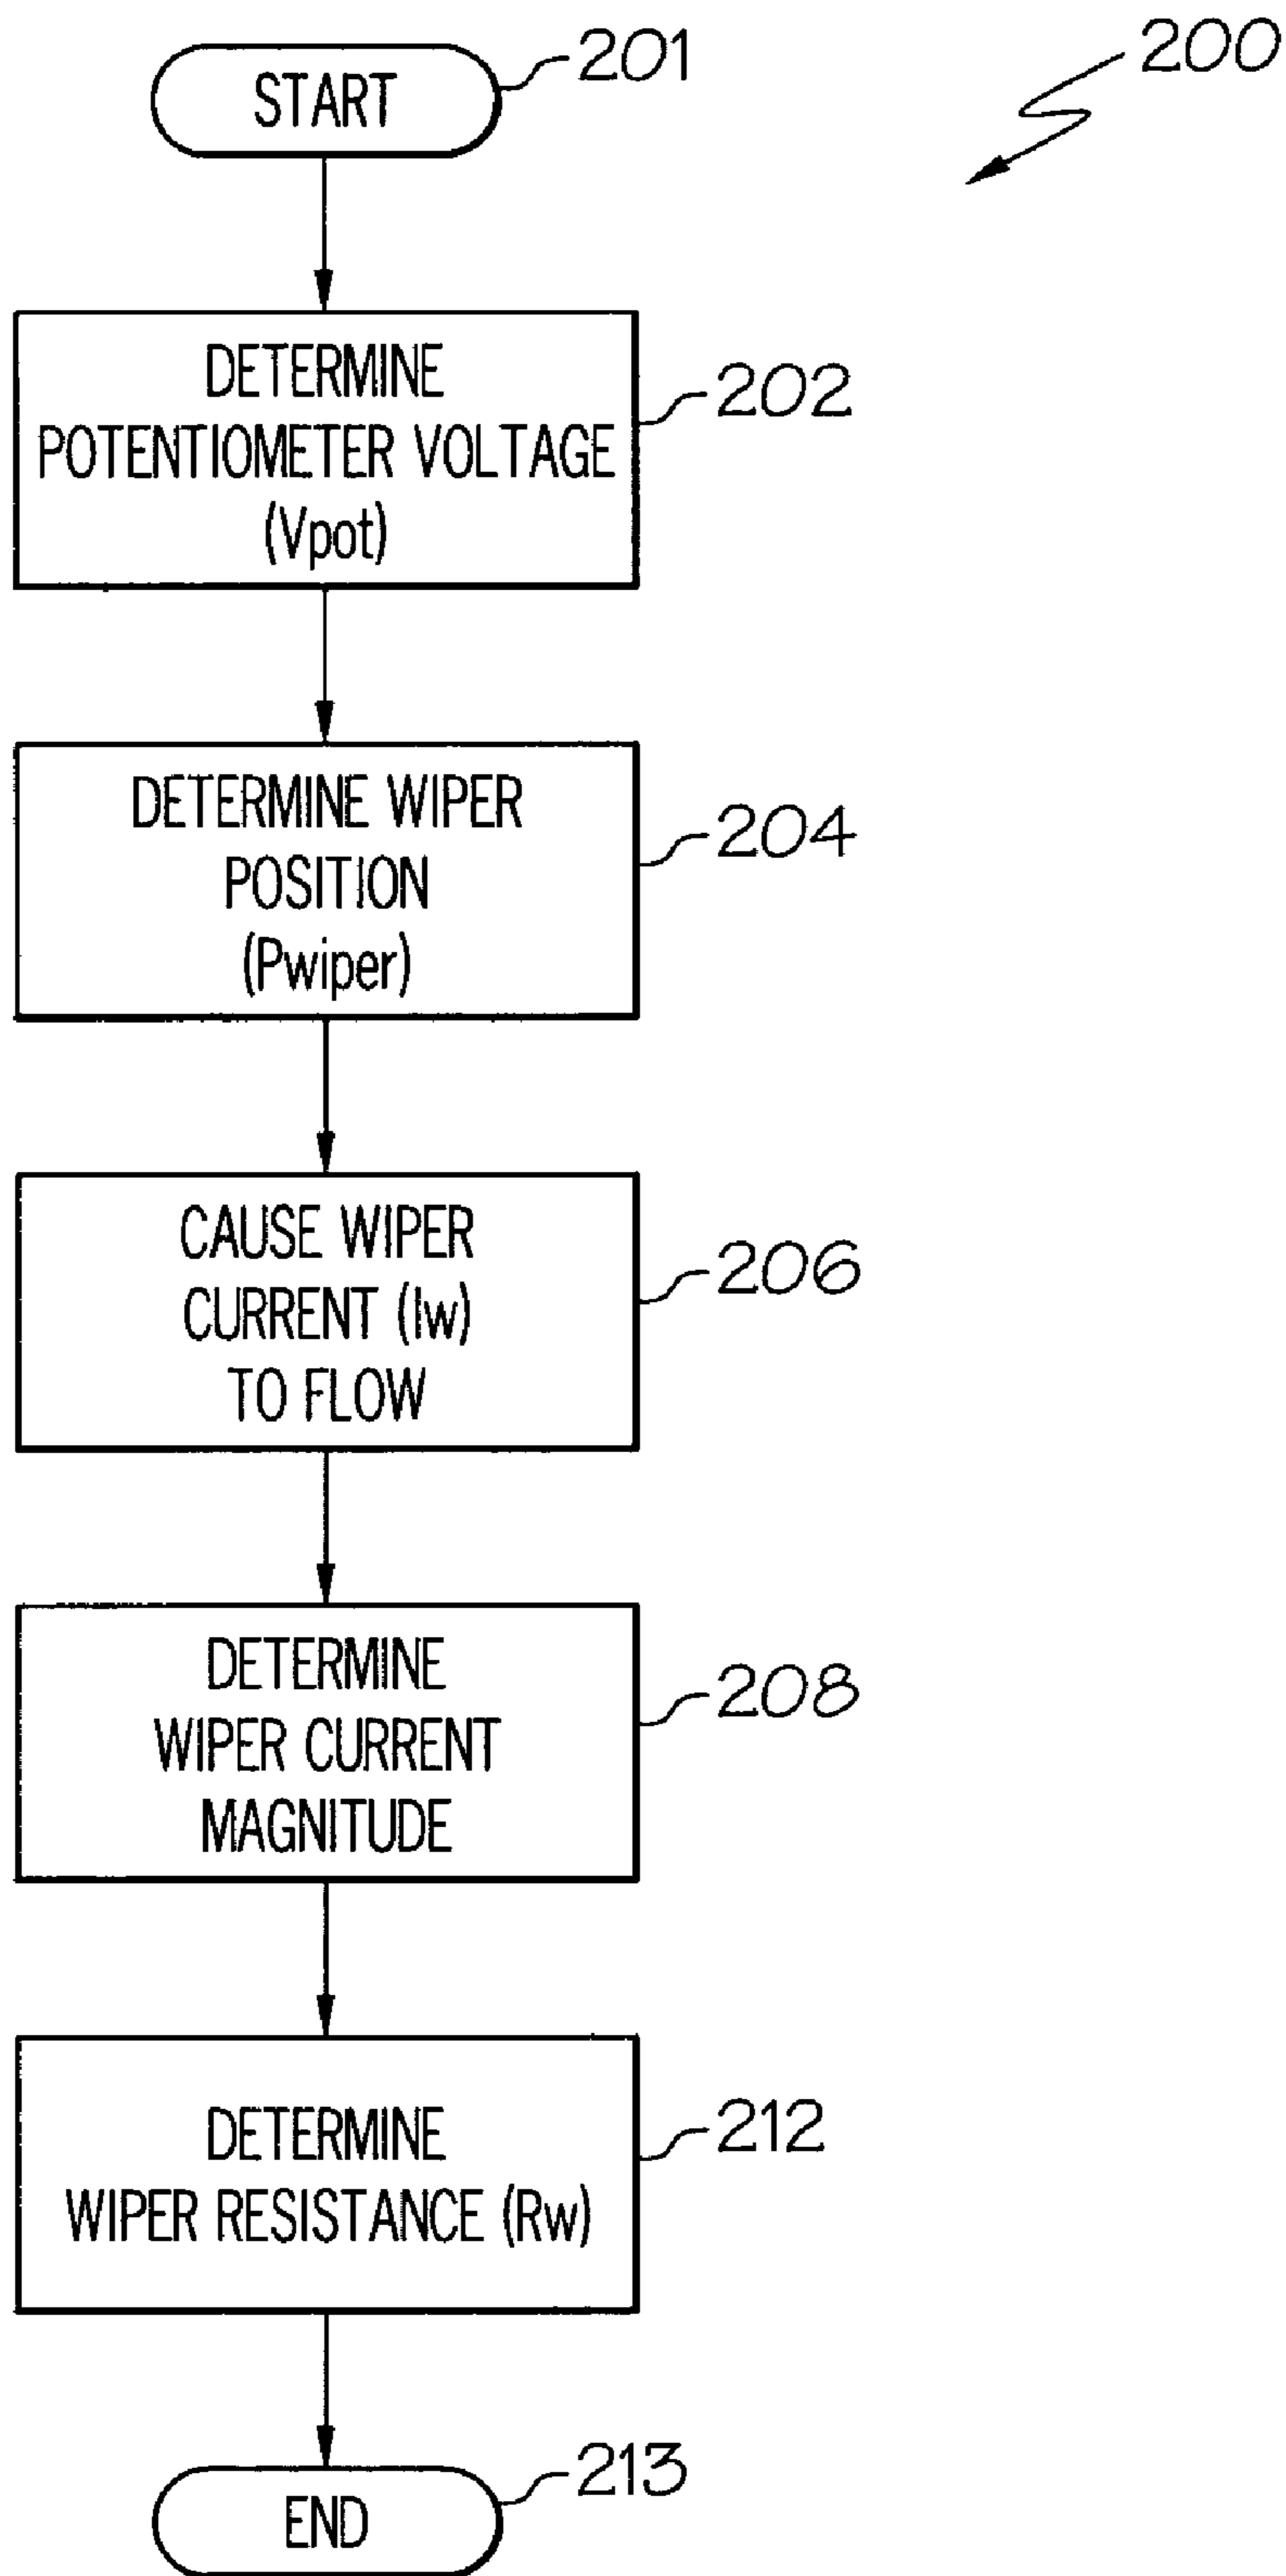 200
START
201
DETERMINE
POTENTIOMETER VOLTAGE
(Vpot)
202
DETERMINE WIPER
POSITION
(Pwiper)
204
CAUSE WIPER
CURRENT (Iw)
TO FLOW
206
DETERMINE
WIPER CURRENT
MAGNITUDE
208
DETERMINE
WIPER RESISTANCE (Rw)
212
END
213